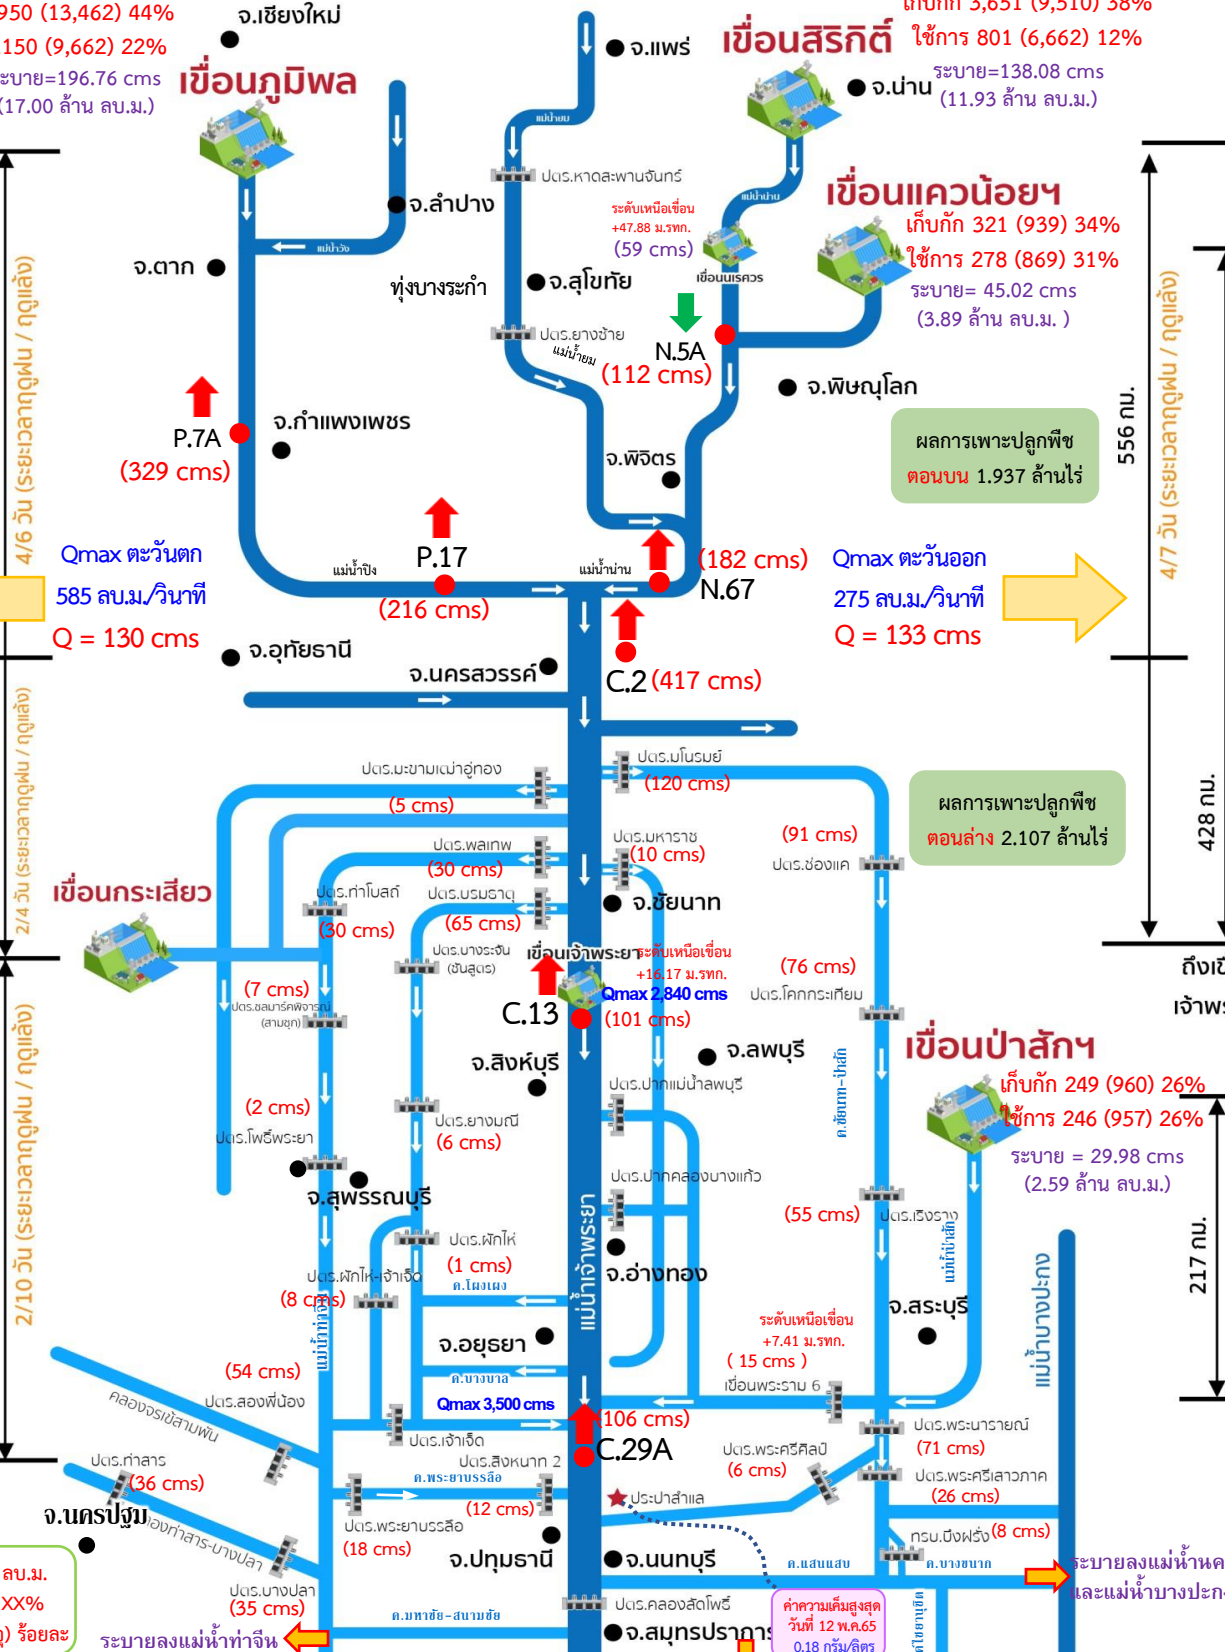 950 (13,462) 44%
150 (9,662) 22%
ระบาย=196.76 cms
(17.00 ล้าน ลบ.ม.)
จ.เชียงใหม่
เขื่อนภูมิพล
จ.แพร่
เขื่อนสิริกิติ์
เก็บกัก 3,651 (9,510) 38%
ใช้การ 801 (6,662) 12%
ระบาย=138.08 cms
(11.93 ล้าน ลบ.ม.)
จ.น่าน
แม่น้ำยม
ปตร.หาดสะพานจันทร์
แม่น้ำน่าน
จ.ลำปาง
แม่น้ำวัง
จ.ตาก
ระดับเหนือเขื่อน
+47.88 ม.รทก.
(59 cms)
เขื่อนนเรศวร
เขื่อนแควน้อยฯ
เก็บกัก 321 (939) 34%
ใช้การ 278 (869) 31%
ระบาย= 45.02 cms
(3.89 ล้าน ลบ.ม. )
ทุ่งบางระกำ
จ.สุโขทัย
ปตร.ยางซ้าย
แม่น้ำยม
N.5A
(112 cms)
จ.พิษณุโลก
4/6 วัน (ระยะเวลาฤดูฝน / ฤดูแล้ง)
556 กม.
4/7 วัน (ระยะเวลาฤดูฝน / ฤดูแล้ง)
P.7A
(329 cms)
จ.กำแพงเพชร
จ.พิจิตร
ผลการเพาะปลูกพืช
ตอนบน 1.937 ล้านไร่
Qmax ตะวันตก
585 ลบ.ม./วินาที
Q = 130 cms
แม่น้ำปิง
P.17
(216 cms)
แม่น้ำน่าน
(182 cms)
N.67
Qmax ตะวันออก
275 ลบ.ม./วินาที
Q = 133 cms
จ.อุทัยธานี
จ.นครสวรรค์
C.2 (417 cms)
2/4 วัน (ระยะเวลาฤดูฝน / ฤดูแล้ง)
428 กม.
ปตร.มะขามเฒ่าอู่ทอง
(5 cms)
ปตร.มโนรมย์
(120 cms)
ผลการเพาะปลูกพืช
ตอนล่าง 2.107 ล้านไร่
ปตร.พลเทพ
(30 cms)
ปตร.มหาราช
(10 cms)
(91 cms)
ปตร.ช่องแค
เขื่อนกระเสียว
ปตร.ท่าโบสถ์
(30 cms)
ปตร.บรมธาตุ
(65 cms)
จ.ชัยนาท
ปตร.บางระจัน
(ชันสูตร)
เขื่อนเจ้าพระยา
ระดับเหนือเขื่อน
+16.17 ม.รทก.
Qmax 2,840 cms
C.13
(101 cms)
(76 cms)
ปตร.โคกกระเทียม
ถึงเขื่
เจ้าพร
(7 cms)
ปตร.ชลมาร์คพิจารณ์
(สามชุก)
จ.สิงห์บุรี
จ.ลพบุรี
เขื่อนป่าสักฯ
เก็บกัก 249 (960) 26%
ใช้การ 246 (957) 26%
ระบาย = 29.98 cms
(2.59 ล้าน ลบ.ม.)
2/10 วัน (ระยะเวลาฤดูฝน / ฤดูแล้ง)
217 กม.
ปตร.ปากแม่น้ำลพบุรี
ค.ชัยนาท-ป่าสัก
(2 cms)
ปตร.โพธิ์พระยา
ปตร.ยางมณี
(6 cms)
จ.สุพรรณบุรี
ปตร.ปากคลองบางแก้ว
(55 cms)
ปตร.เริงราง
แม่น้ำป่าสัก
แม่น้ำเจ้าพระยา
ปตร.ผักไห่
(1 cms)
จ.อ่างทอง
ปตร.ผักไห่-เจ้าเจ็ด
(8 cms)
ค.โผงเผง
แม่น้ำท่าจีน
จ.สระบุรี
แม่น้ำบางปะกง
จ.อยุธยา
ระดับเหนือเขื่อน
+7.41 ม.รทก.
( 15 cms )
เขื่อนพระราม 6
ค.บางบาล
(54 cms)
ปตร.สองพี่น้อง
คลองจรเข้สามพัน
Qmax 3,500 cms
(106 cms)
C.29A
ปตร.เจ้าเจ็ด
ปตร.พระนารายณ์
(71 cms)
ปตร.สิงหนาท 2
ปตร.พระศรีศิลป์
(6 cms)
ปตร.พระศรีเสาวภาค
(26 cms)
ปตร.ท่าสาร
(36 cms)
ค.พระยาบรรลือ
(12 cms)
ประปาสำแล
จ.นครปฐม
คลองท่าสาร-บางปลา
ปตร.พระยาบรรลือ
(18 cms)
ทรบ.บึงฝรั่ง
(8 cms)
จ.ปทุมธานี
จ.นนทบุรี
ค.แสนแสบ
ค.บางขนาก
ระบายลงแม่น้ำนค
และแม่น้ำบางปะกง
ลบ.ม.
XX%
) ร้อยละ
ปตร.บางปลา
(35 cms)
ค.มหาชัย-สนามชัย
ระบายลงแม่น้ำท่าจีน
ปตร.คลองลัดโพธิ์
จ.สมุทรปราการ
ค่าความเค็มสูงสุด
วันที่ 12 พ.ค.65
0.18 กรัม/ลิตร